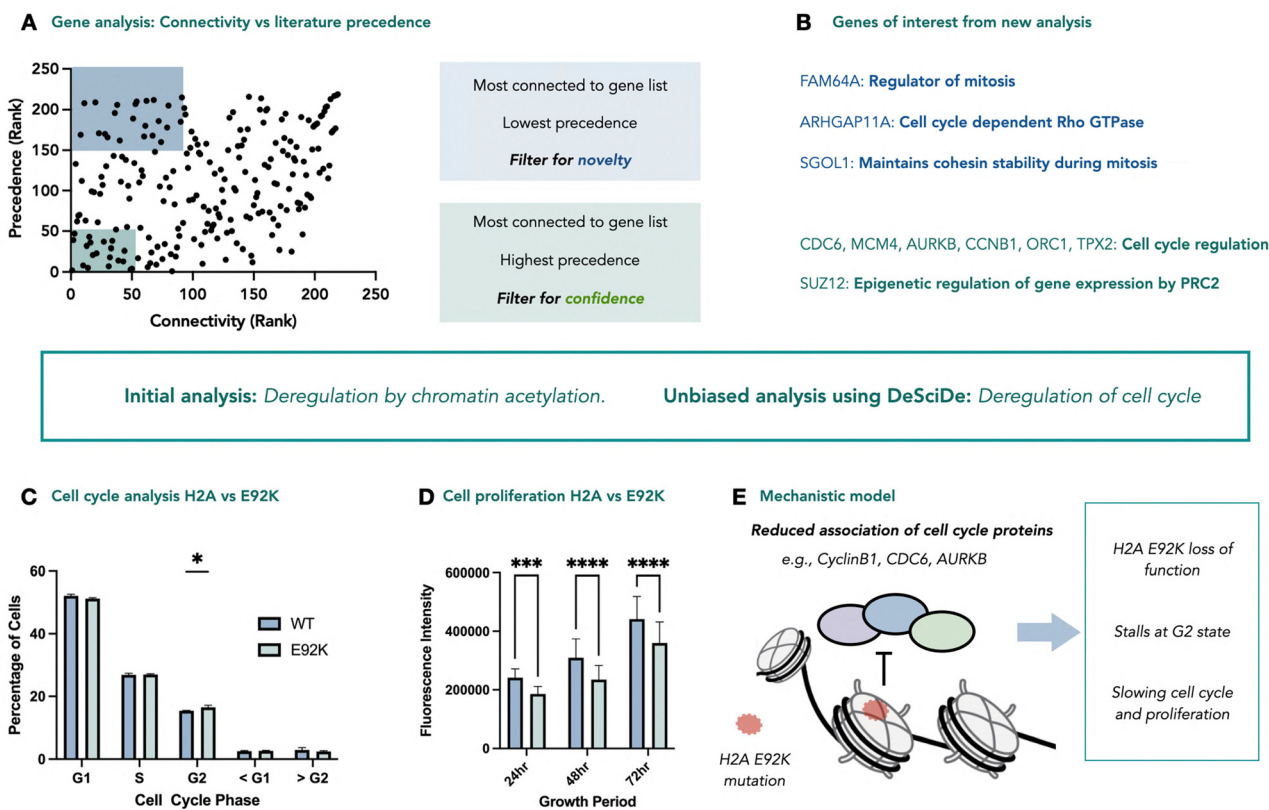 A Gene analysis: Connectivity vs literature precedence
Precedence (Rank)
250
200
150
100
50
0
0 50 100 150 200 250
Connectivity (Rank)
Most connected to gene list
Lowest precedence
Filter for novelty
Most connected to gene list
Highest precedence
Filter for confidence
B Genes of interest from new analysis
FAM64A: Regulator of mitosis
ARHGAP11A: Cell cycle dependent Rho GTPase
SGOL1: Maintains cohesin stability during mitosis
CDC6, MCM4, AURKB, CCNB1, ORC1, TPX2: Cell cycle regulation
SUZ12: Epigenetic regulation of gene expression by PRC2
Initial analysis: Deregulation by chromatin acetylation.
Unbiased analysis using DeSciDe: Deregulation of cell cycle
C Cell cycle analysis H2A vs E92K
Percentage of Cells
60
40
20
0
*
WT
E92K
G1 S G2 < G1 > G2
Cell Cycle Phase
D Cell proliferation H2A vs E92K
Fluorescence Intensity
600000
400000
200000
0
*** **** ****
24hr 48hr 72hr
Growth Period
E Mechanistic model
Reduced association of cell cycle proteins
e.g., CyclinB1, CDC6, AURKB
H2A E92K
mutation
H2A E92K loss of
function
Stalls at G2 state
Slowing cell cycle
and proliferation